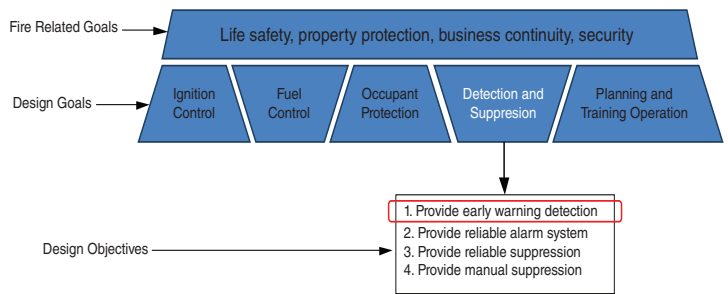 Fire Related Goals
Life safety, property protection, business continuity, security
Design Goals
Ignition
Control
Fuel
Control
Occupant
Protection
Detection and
Suppresion
Planning and
Training Operation
1. Provide early warning detection
2. Provide reliable alarm system
3. Provide reliable suppression
4. Provide manual suppression
Design Objectives